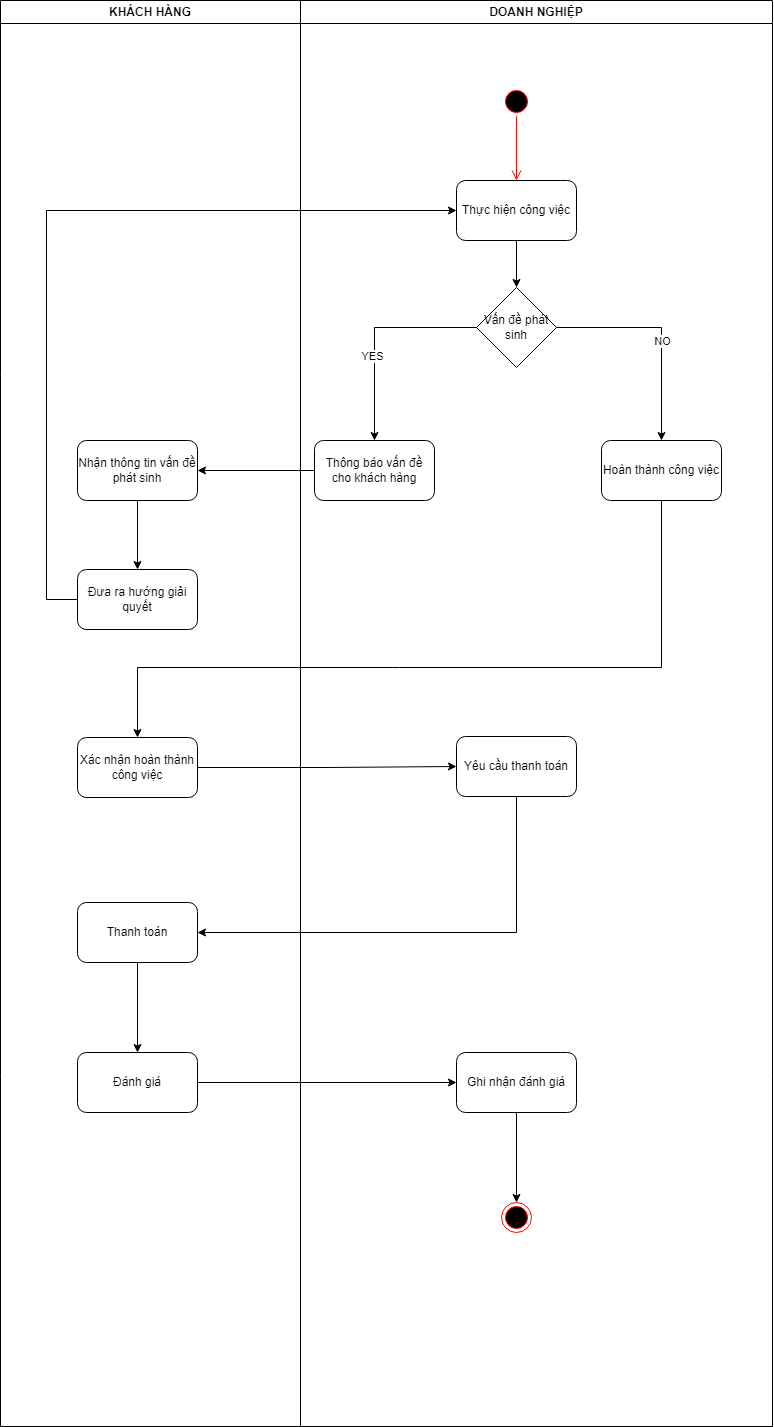 KHÁCH HÀNG
DOANH NGHIỆP
Thực hiện công việc
Vấn đề phát
sinh
YES
NO
Nhận thông tin vấn đề
phát sinh
Thông báo vấn đề
cho khách hàng
Hoàn thành công việc
Đưa ra hướng giải
quyết
Xác nhận hoàn thành
công việc
Yêu cầu thanh toán
Thanh toán
Đánh giá
Ghi nhận đánh giá